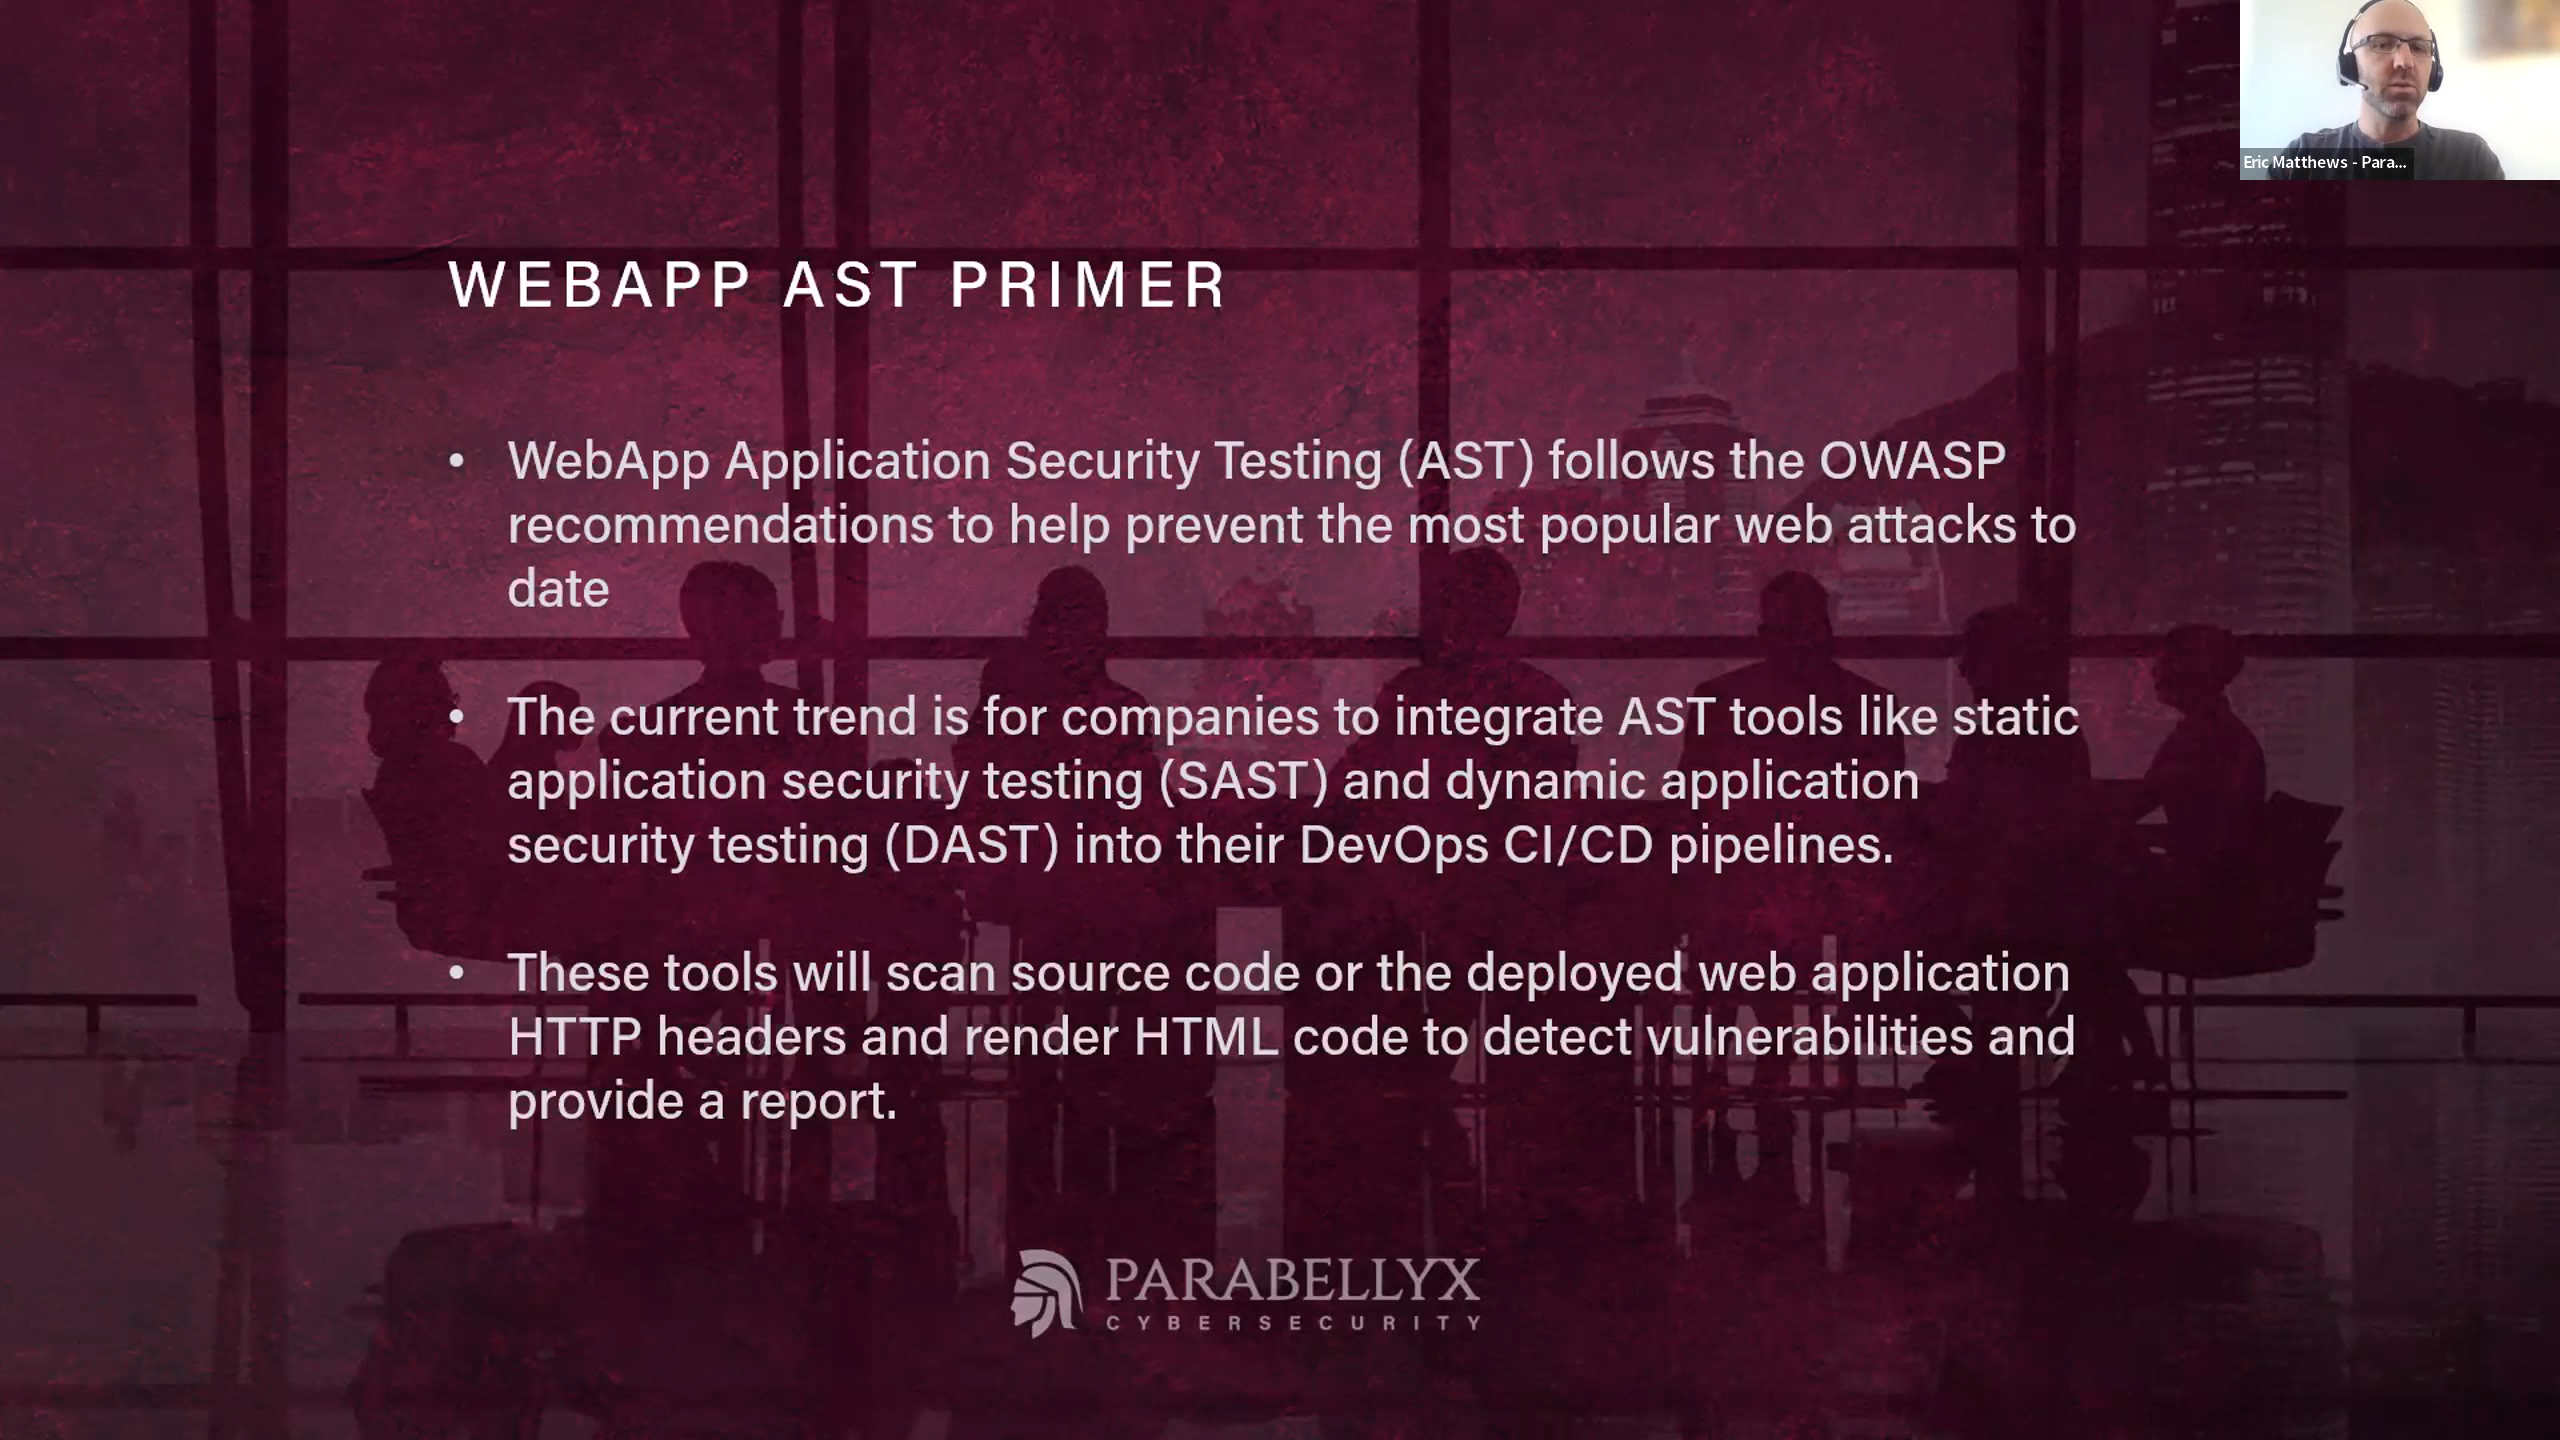 Eric Matthews - Para...
WEBAPP AST PRIMER
• WebApp Application Security Testing (AST) follows the OWASP
recommendations to help prevent the most popular web attacks to
date
• The current trend is for companies to integrate AST tools like static
application security testing (SAST) and dynamic application
security testing (DAST) into their DevOps CI/CD pipelines.
• These tools will scan source code or the deployed web application
HTTP headers and render HTML code to detect vulnerabilities and
provide a report.
PARABELLYX
CYBERSECURITY